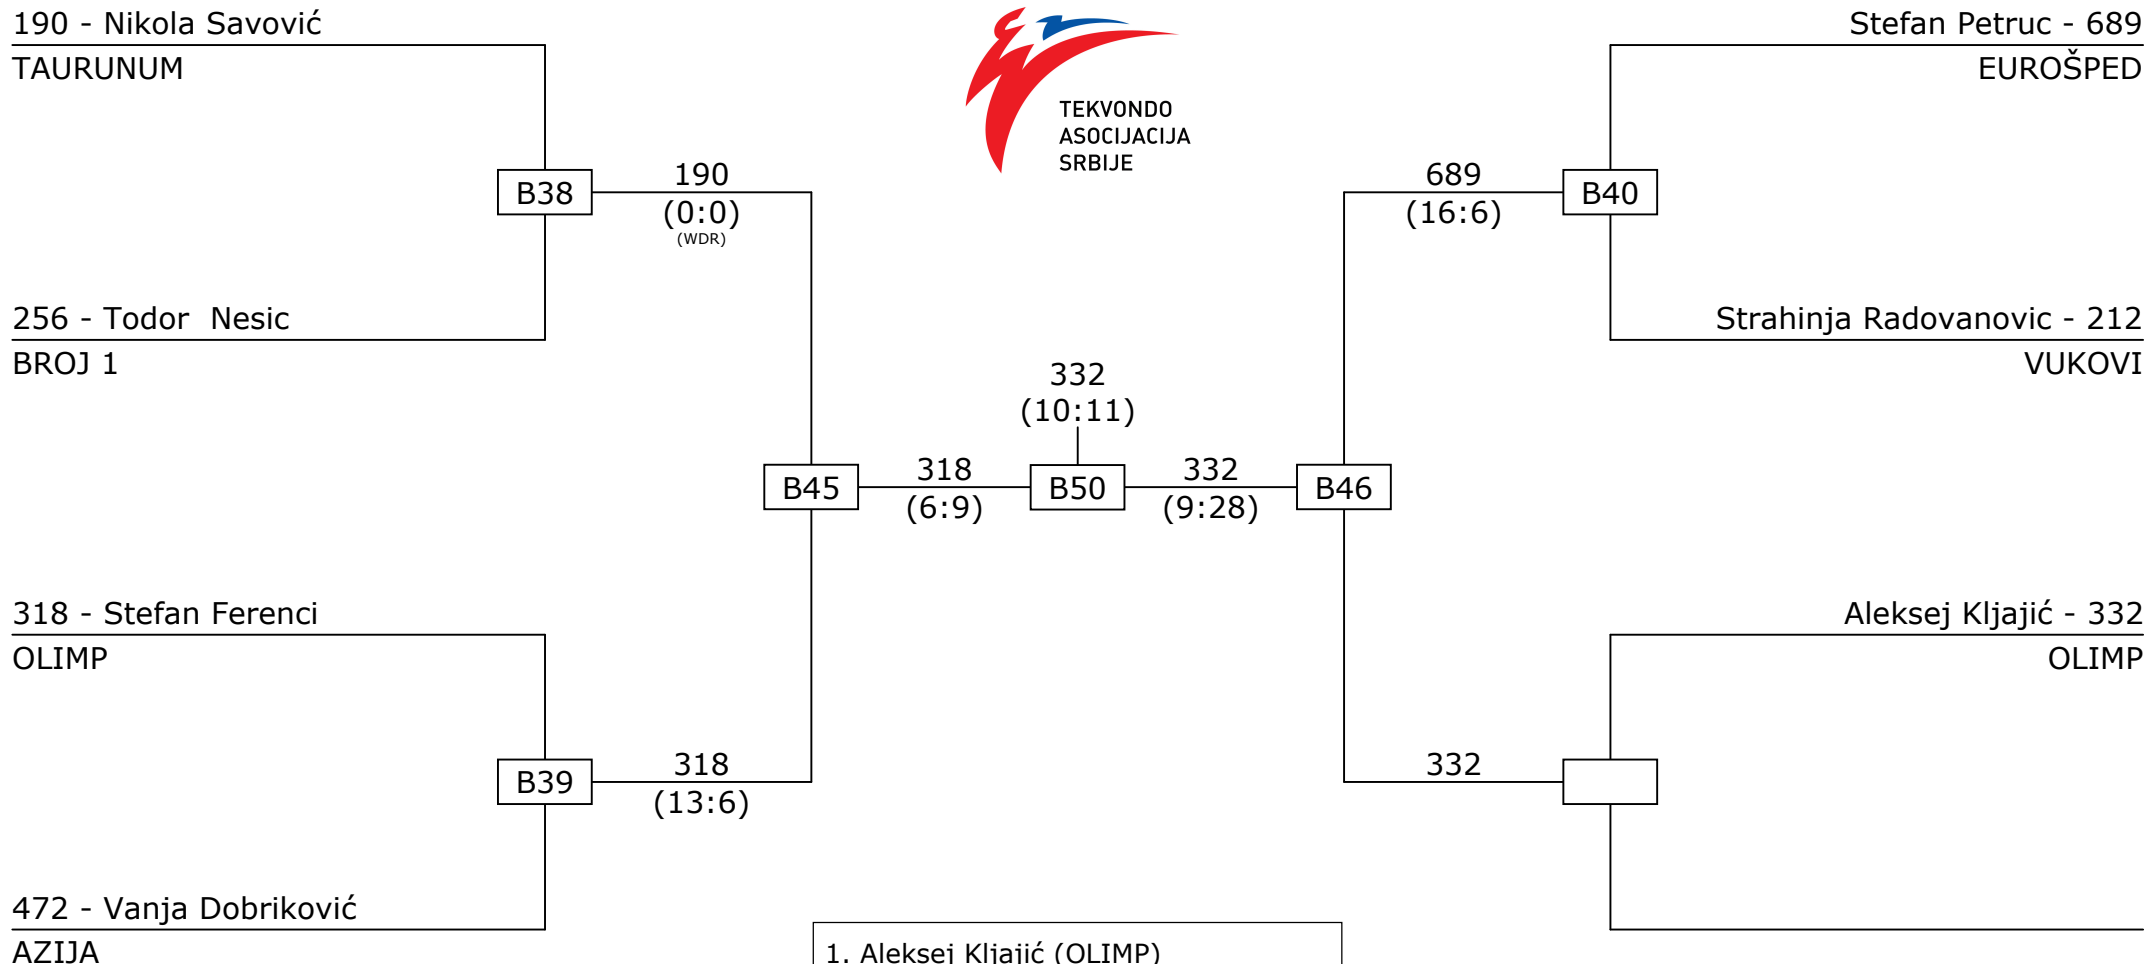 190 - Nikola Savović
TAURUNUM
256 - Todor  Nesic
BROJ 1
318 - Stefan Ferenci
OLIMP
472 - Vanja Dobriković
AZIJA
B38
190
(0:0)
(WDR)
B39
318
(13:6)
B45
318
(6:9)
TEKVONDO
ASOCIJACIJA
SRBIJE
332
(10:11)
B50
332
(9:28)
B46
689
(16:6)
B40
332
Stefan Petruc - 689
EUROŠPED
Strahinja Radovanovic - 212
VUKOVI
Aleksej Kljajić - 332
OLIMP
1. Aleksej Kljajić (OLIMP)